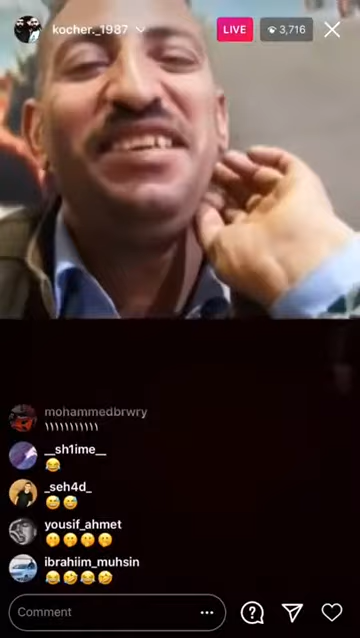 kocher._1987
LIVE
3,716
mohammedbrwry
\\\\\\\\\\\
__sh1ime__
😂
_seh4d_
😄😅
yousif_ahmet
🤭🤭🤭🤭
ibrahiim_muhsin
😂🤣😂🤣
Comment